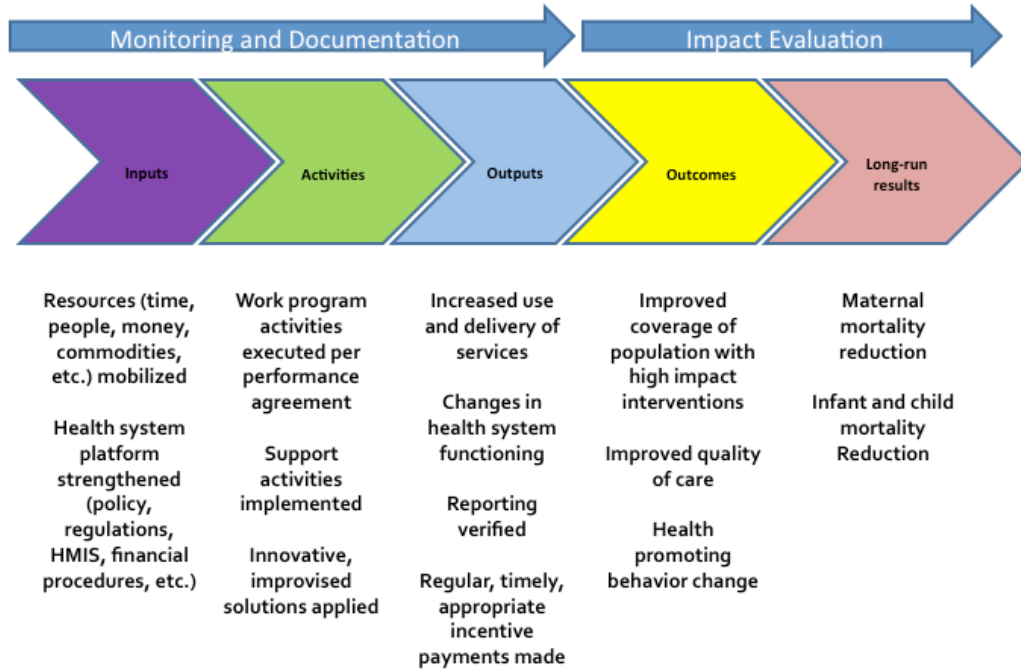 Monitoring and Documentation
Impact Evaluation
Inputs
Activities
Outputs
Outcomes
Long-run
results
Resources (time,
people, money,
commodities,
etc.) mobilized
Health system
platform
strengthened
(policy,
regulations,
HMIS, financial
procedures, etc.)
Work program
activities
executed per
performance
agreement
Support
activities
implemented
Innovative,
improvised
solutions applied
Increased use
and delivery of
services
Changes in
health system
functioning
Reporting
verified
Regular, timely,
appropriate
incentive
payments made
Improved
coverage of
population with
high impact
interventions
Improved quality
of care
Health
promoting
behavior change
Maternal
mortality
reduction
Infant and child
mortality
Reduction